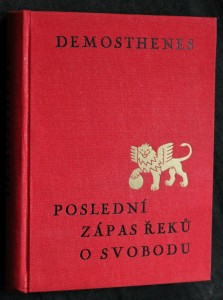 DEMOSTHENES
POSLEDNÍ
ZÁPAS ŘEKŮ
O SVOBODU